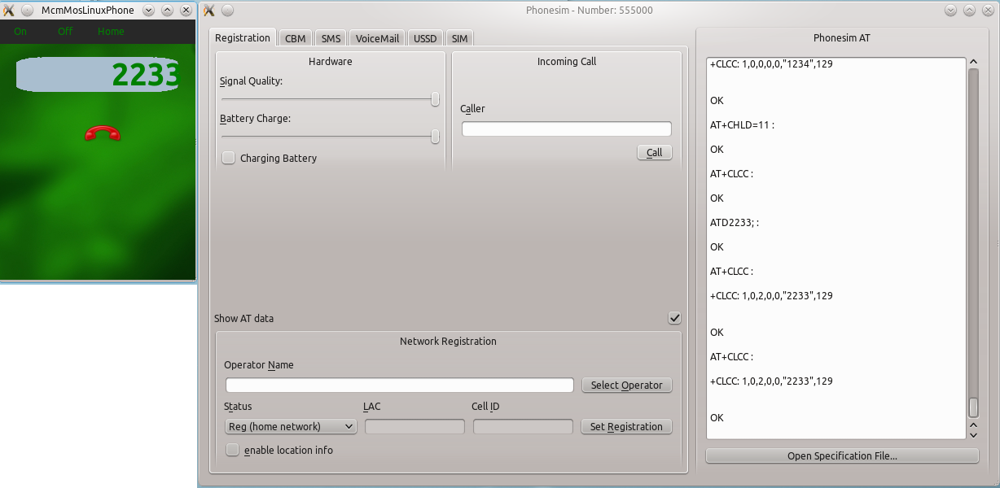 McmMosLinuxPhone
On Off Home
2233
Phonesim - Number: 555000
Registration CBM SMS VoiceMail USSD SIM
Hardware
Signal Quality:
Battery Charge:
Charging Battery
Incoming Call
Caller
Call
Show AT data
Network Registration
Operator Name
Select Operator
Status LAC Cell ID
Reg (home network) Set Registration
enable location info
Phonesim AT
+CLCC: 1,0,0,0,0,"1234",129
OK
AT+CHLD=11 :
OK
AT+CLCC :
OK
ATD2233; :
OK
AT+CLCC :
+CLCC: 1,0,2,0,0,"2233",129
OK
AT+CLCC :
+CLCC: 1,0,2,0,0,"2233",129
OK
Open Specification File...